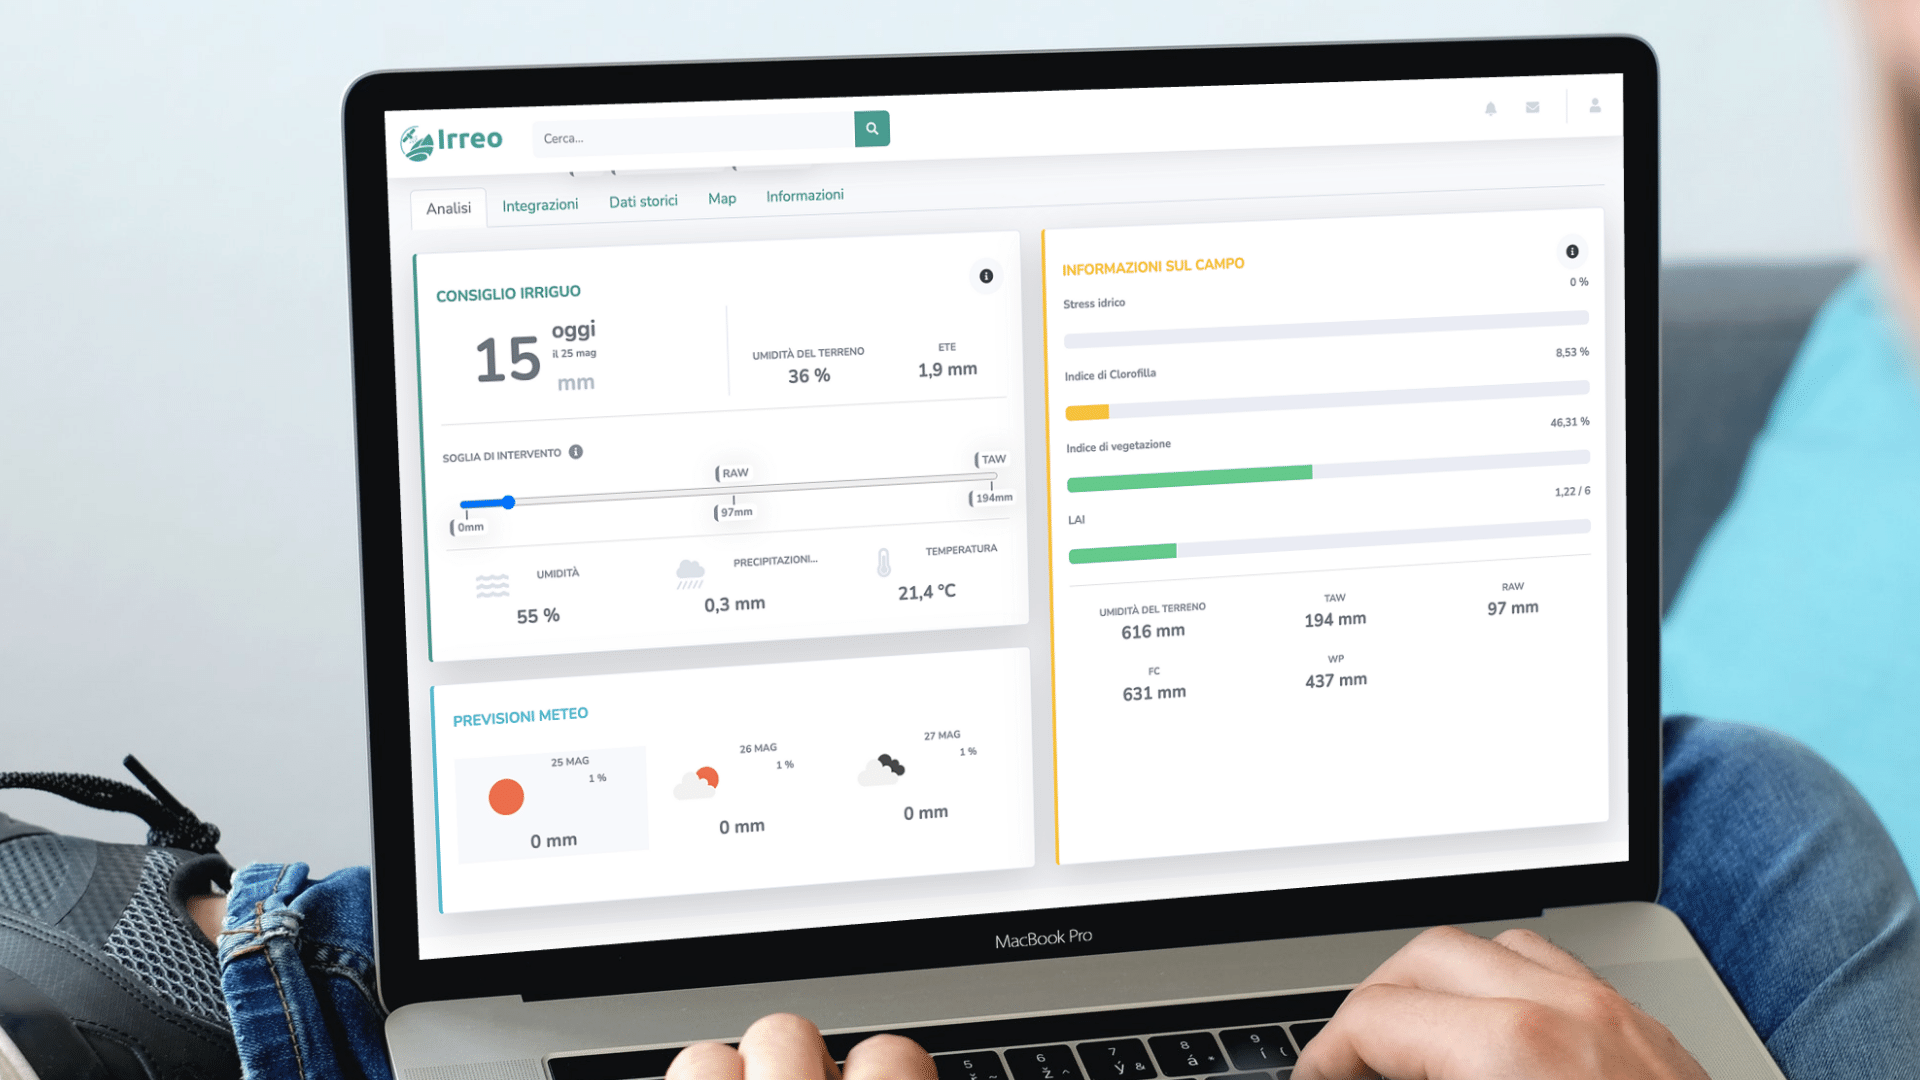 Irreo
Cerca...
Analisi
Integrazioni
Dati storici
Map
Informazioni
CONSIGLIO IRRIGUO
15
oggi
il 25 mag
mm
UMIDITÀ DEL TERRENO
36 %
ETE
1,9 mm
SOGLIA DI INTERVENTO
RAW
TAW
0mm
97mm
194mm
UMIDITÀ
55 %
PRECIPITAZIONI...
0,3 mm
TEMPERATURA
21,4 °C
PREVISIONI METEO
25 MAG
1 %
0 mm
26 MAG
1 %
0 mm
27 MAG
1 %
0 mm
INFORMAZIONI SUL CAMPO
0 %
Stress idrico
8,53 %
Indice di Clorofilla
46,31 %
Indice di vegetazione
1,22 / 6
LAI
UMIDITÀ DEL TERRENO
616 mm
TAW
194 mm
RAW
97 mm
FC
631 mm
WP
437 mm
MacBook Pro
5
6
ž ^
7
ý &
8
á *
9
í (